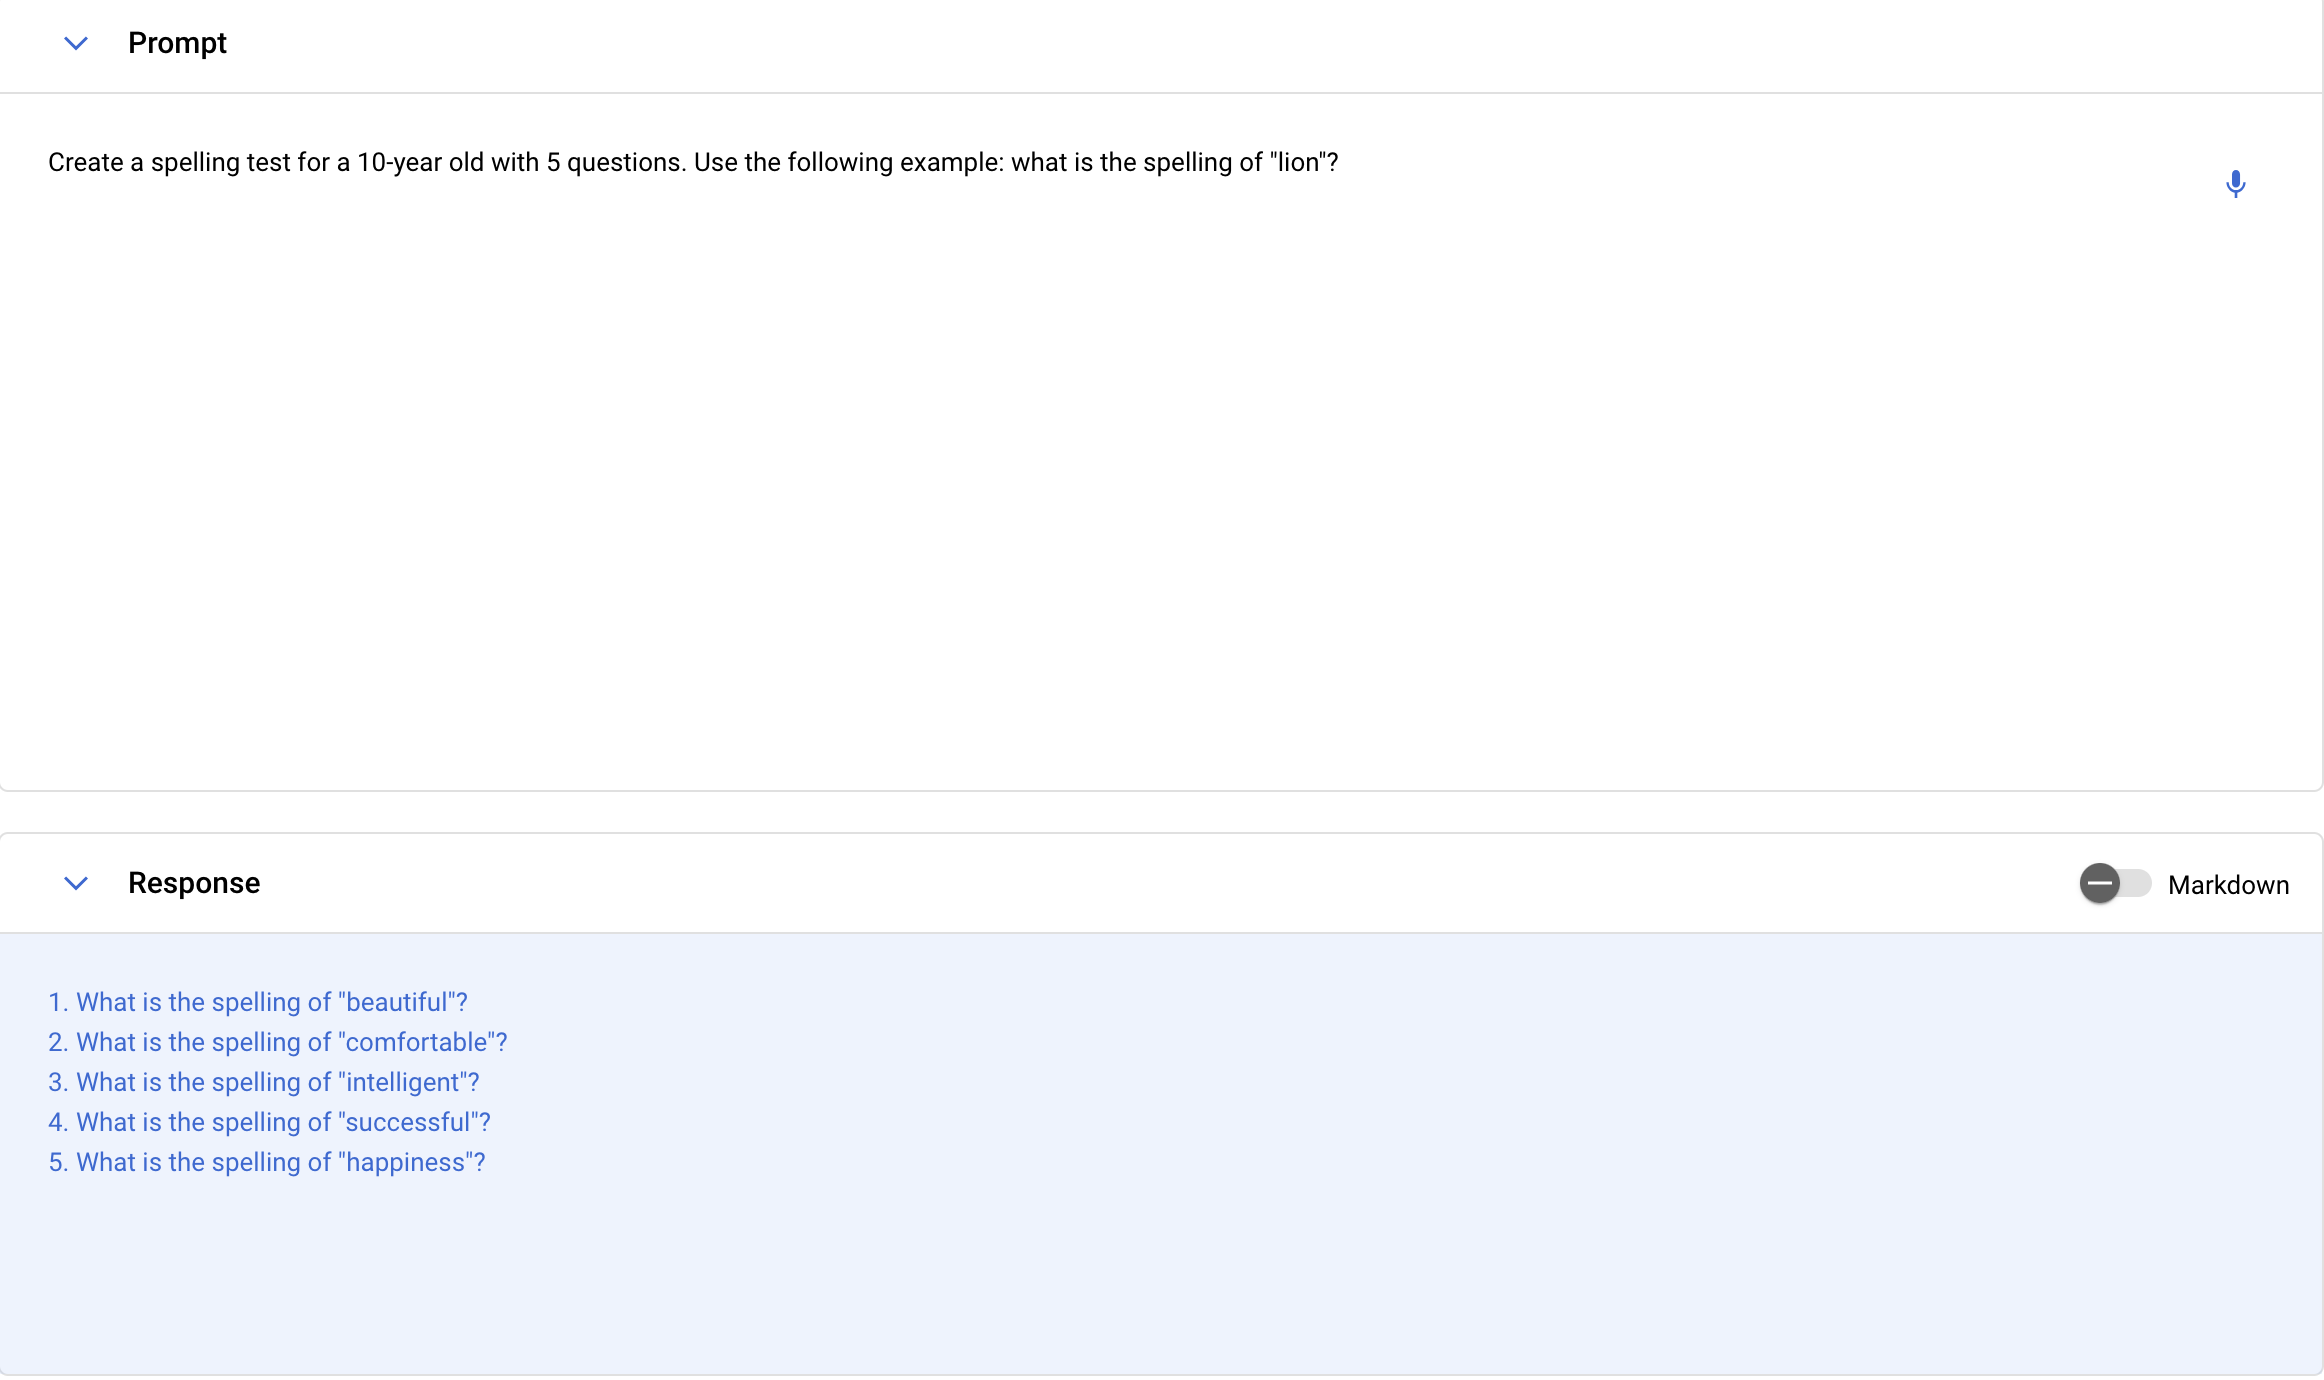 Prompt
Create a spelling test for a 10-year old with 5 questions. Use the following example: what is the spelling of "lion"?
Response
Markdown
1. What is the spelling of "beautiful"?
2. What is the spelling of "comfortable"?
3. What is the spelling of "intelligent"?
4. What is the spelling of "successful"?
5. What is the spelling of "happiness"?